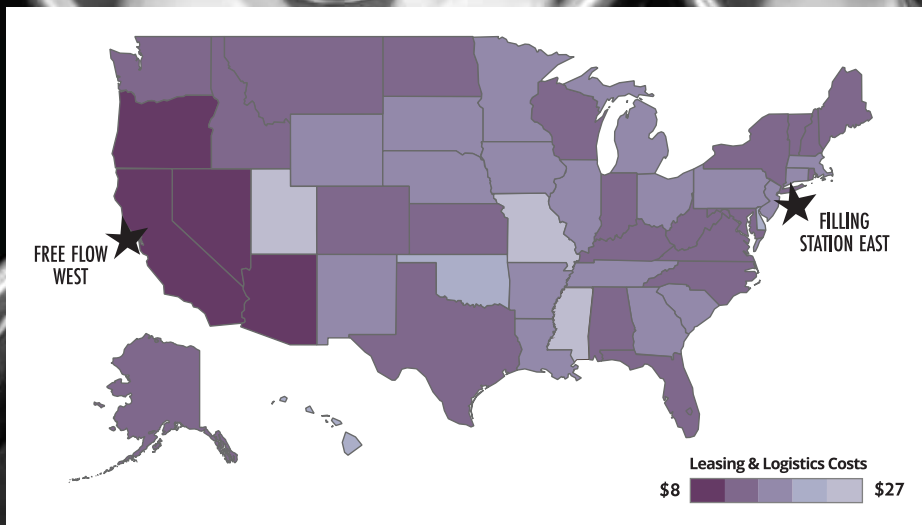 FREE FLOW
WEST
FILLING
STATION EAST
Leasing & Logistics Costs
$8
$27